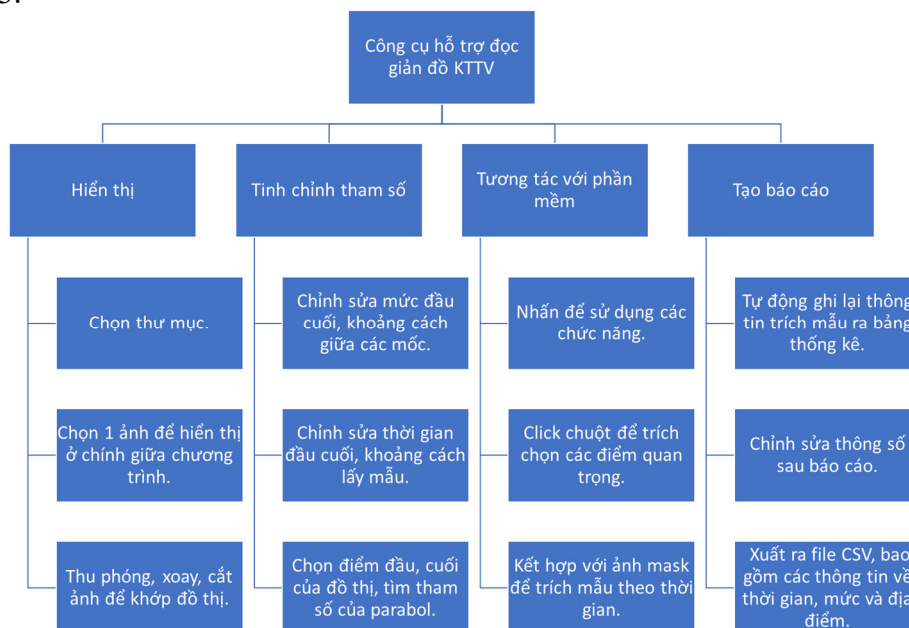 Công cụ hỗ trợ đọc
giản đồ KTTV
Hiển thị
Tinh chỉnh tham số
Tương tác với phần
mềm
Tạo báo cáo
Chọn thư mục.
Chọn 1 ảnh để hiển thị
ở chính giữa chương
trình.
Thu phóng, xoay, cắt
ảnh để khớp đồ thị.
Chỉnh sửa mức đầu
cuối, khoảng cách
giữa các mốc.
Chỉnh sửa thời gian
đầu cuối, khoảng cách
lấy mẫu.
Chọn điểm đầu, cuối
của đồ thị, tìm tham
số của parabol.
Nhấn để sử dụng các
chức năng.
Click chuột để trích
chọn các điểm quan
trọng.
Kết hợp với ảnh mask
để trích mẫu theo thời
gian.
Tự động ghi lại thông
tin trích mẫu ra bảng
thống kê.
Chỉnh sửa thông số
sau báo cáo.
Xuất ra file CSV, bao
gồm các thông tin về
thời gian, mức và địa
điểm.